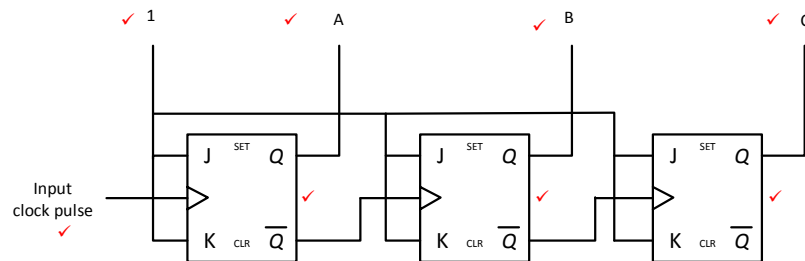 1 A B C
SET SET SET
J Q J Q J Q
Input
clock pulse
K CLR Q K CLR Q K CLR Q